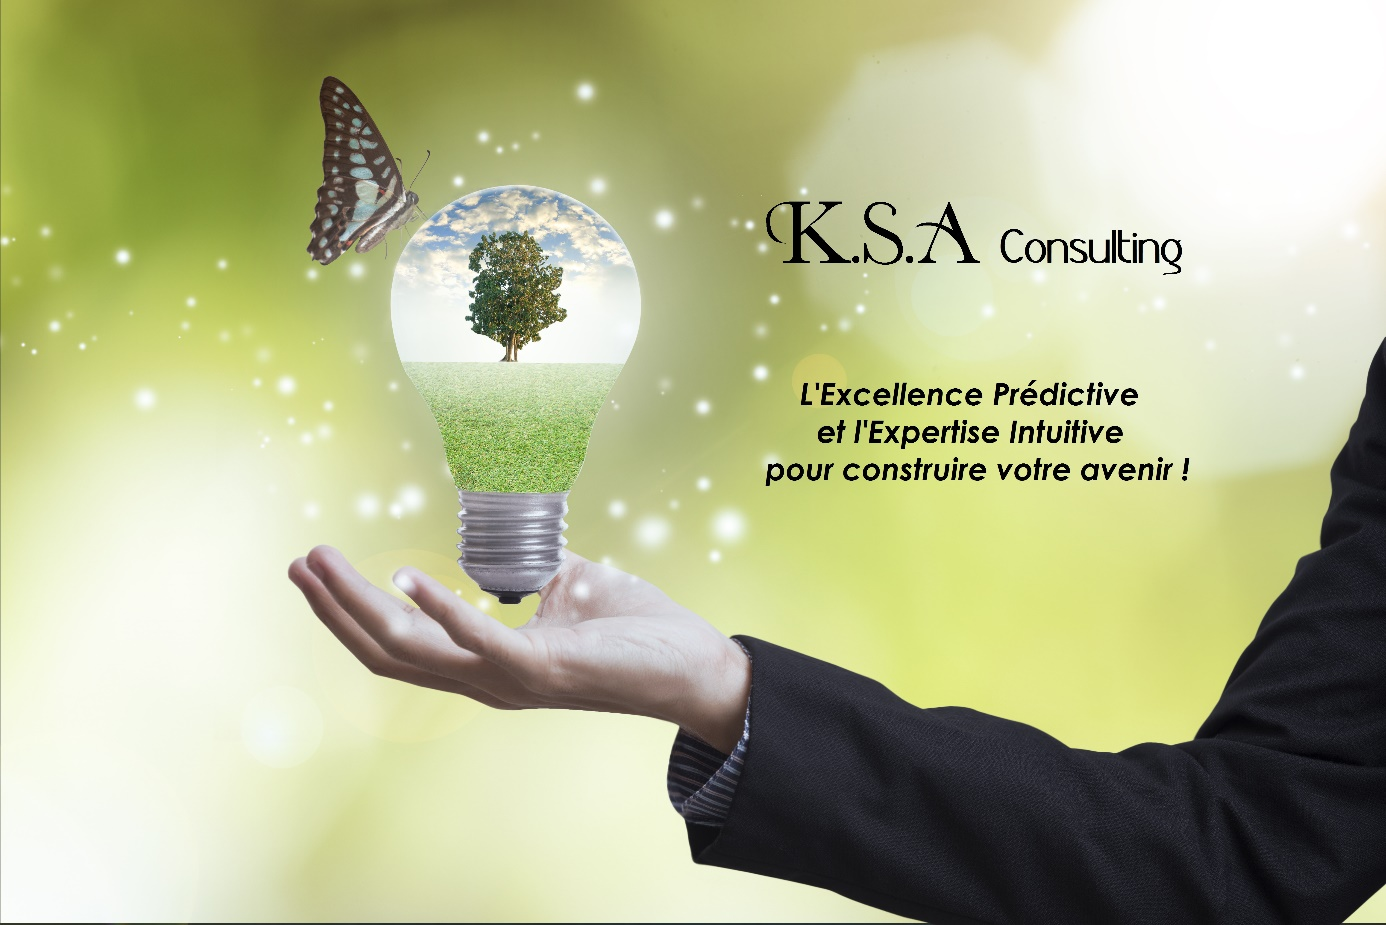 K.S.A Consulting
L'Excellence Prédictive
et l'Expertise Intuitive
pour construire votre avenir !